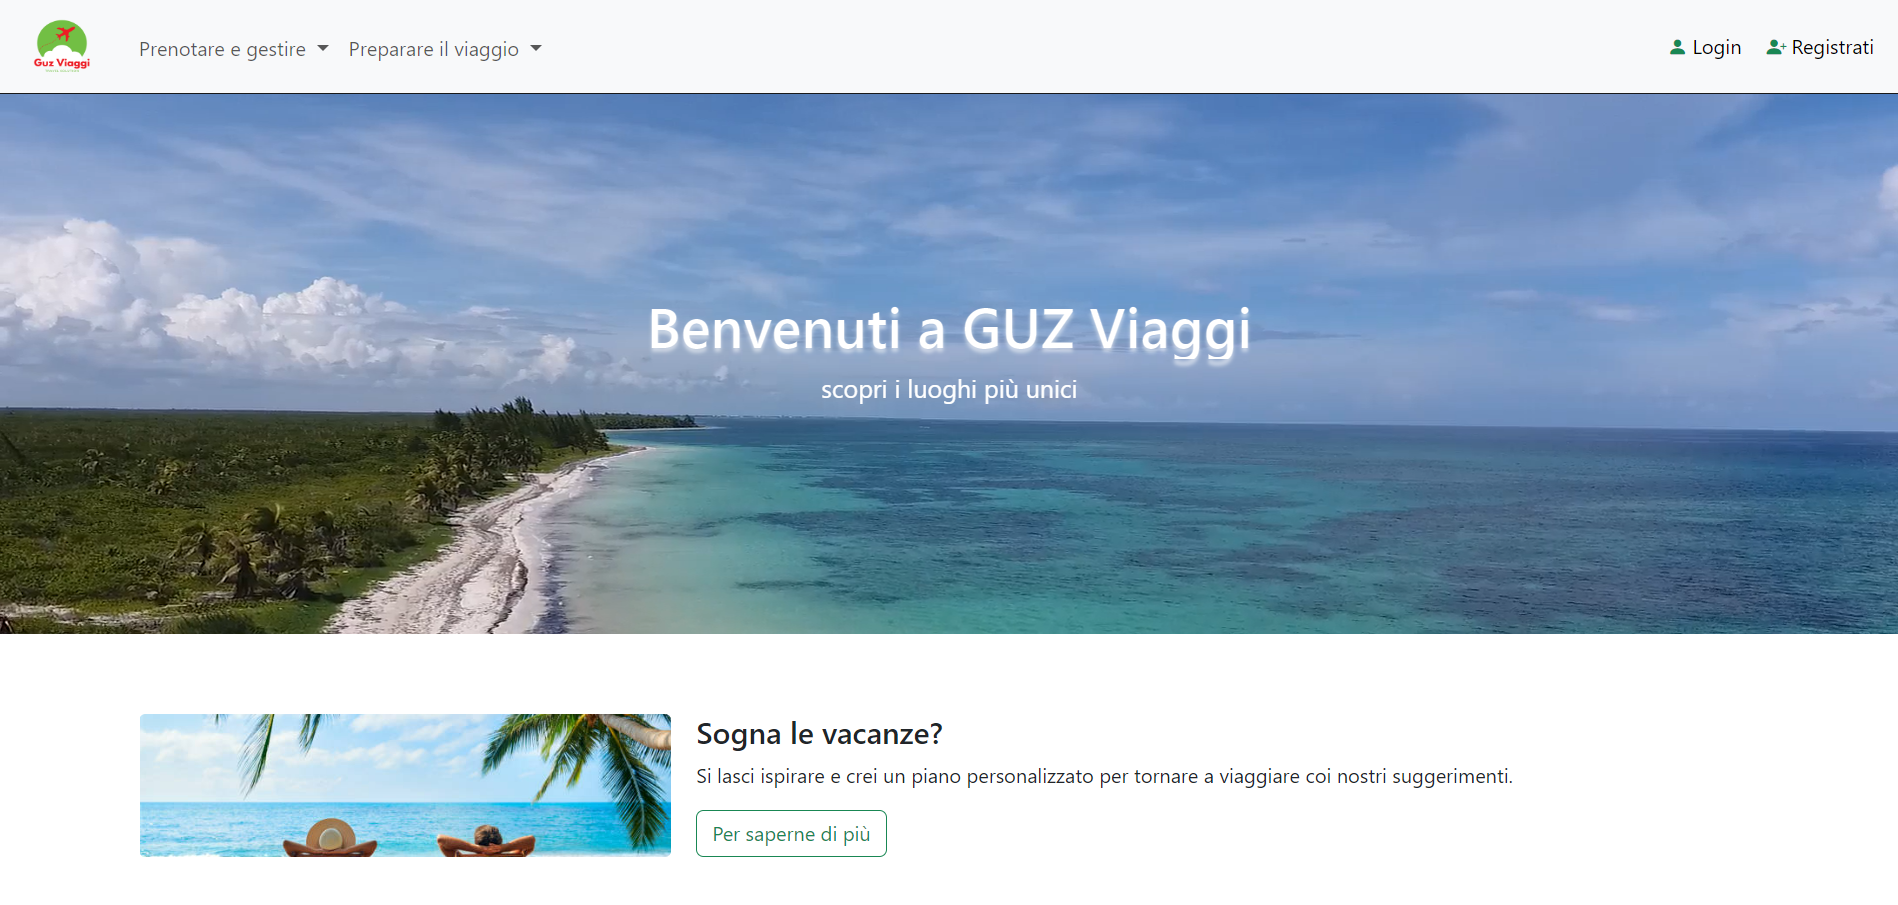 Guz Viaggi
Prenotare e gestire
Preparare il viaggio
Login
Registrati
Benvenuti a GUZ Viaggi
scopri i luoghi più unici
Sogna le vacanze?
Si lasci ispirare e crei un piano personalizzato per tornare a viaggiare coi nostri suggerimenti.
Per saperne di più